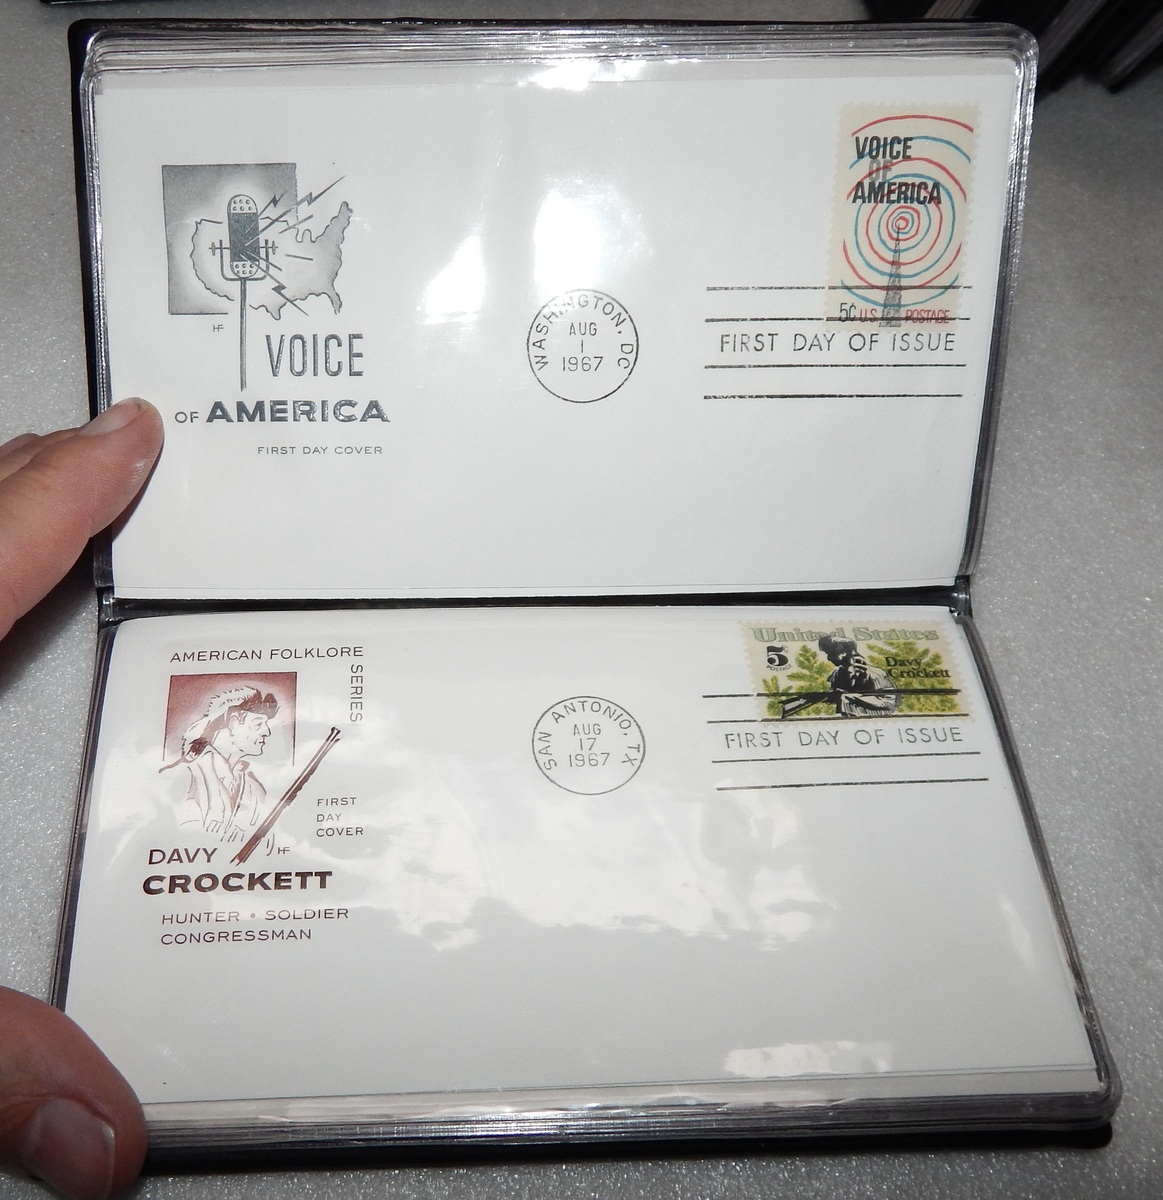 VOICE
OF
AMERICA
5¢ U.S. POSTAGE
WASHINGTON, DC
AUG
1
1967
FIRST DAY OF ISSUE
HF
VOICE
OF AMERICA
FIRST DAY COVER
AMERICAN FOLKLORE
SERIES
United States
5¢
POSTAGE
Davy
Crockett
SAN ANTONIO, TX
AUG
17
1967
FIRST DAY OF ISSUE
FIRST
DAY
COVER
HF
DAVY
CROCKETT
HUNTER • SOLDIER
CONGRESSMAN